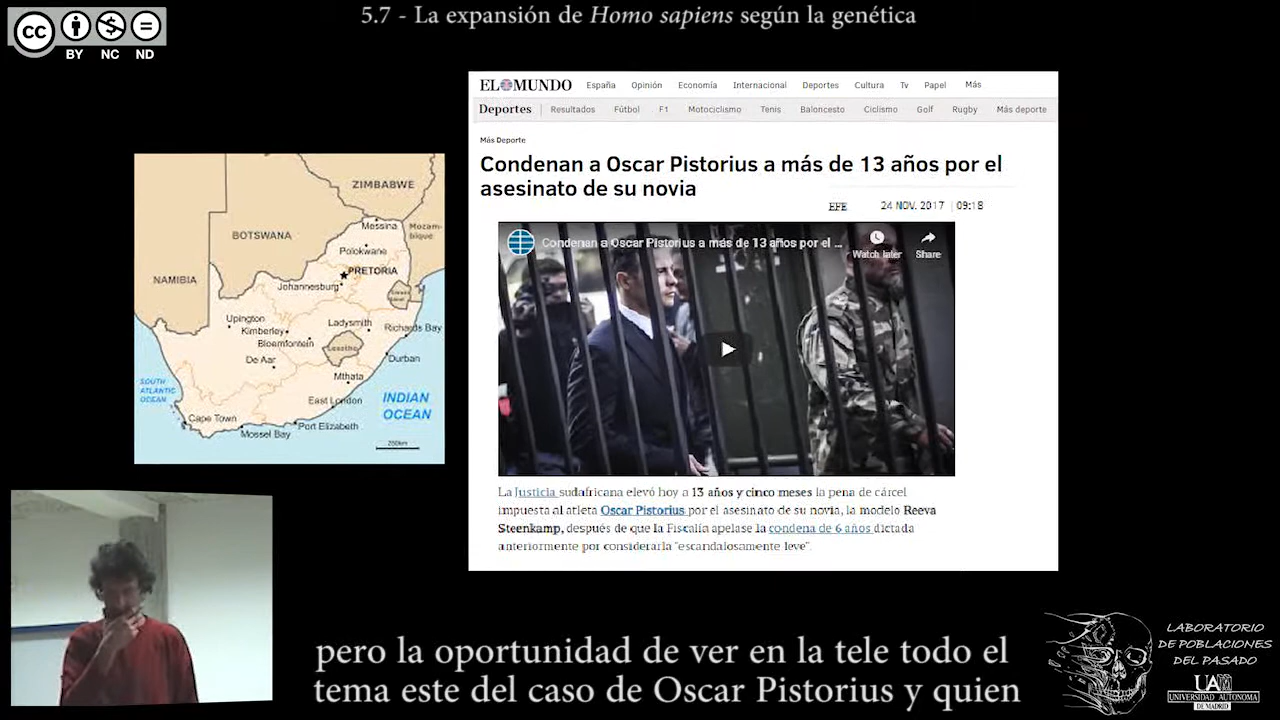 5.7 - La expansión de Homo sapiens según la genética
CC
BY NC ND
EL MUNDO España Opinión Economía Internacional Deportes Cultura Tv Papel Más
Deportes Resultados Fútbol F1 Motociclismo Tenis Baloncesto Ciclismo Golf Rugby Más deporte
Más Deporte
Condenan a Oscar Pistorius a más de 13 años por el
asesinato de su novia
EFE 24 NOV. 2017 | 09:18
Condenan a Oscar Pistorius a más de 13 años por el ...
Watch later Share
La Justicia sudafricana elevó hoy a 13 años y cinco meses la pena de cárcel
impuesta al atleta Oscar Pistorius por el asesinato de su novia, la modelo Reeva
Steenkamp, después de que la Fiscalía apelase la condena de 6 años dictada
anteriormente por considerarla "escandalosamente leve".
ZIMBABWE
Messina
Mozam-
bique
BOTSWANA
Polokwane
PRETORIA
NAMIBIA
Johannesburg
Upington
Ladysmith
Kimberley
Richards Bay
Bloemfontein
Lesotho
De Aar
Durban
Mthata
SOUTH
ATLANTIC
OCEAN
East London
INDIAN
OCEAN
Cape Town
Port Elizabeth
Mossel Bay
pero la oportunidad de ver en la tele todo el
tema este del caso de Oscar Pistorius y quien
LABORATORIO
DE POBLACIONES
DEL PASADO
UAM
UNIVERSIDAD AUTONOMA
DE MADRID